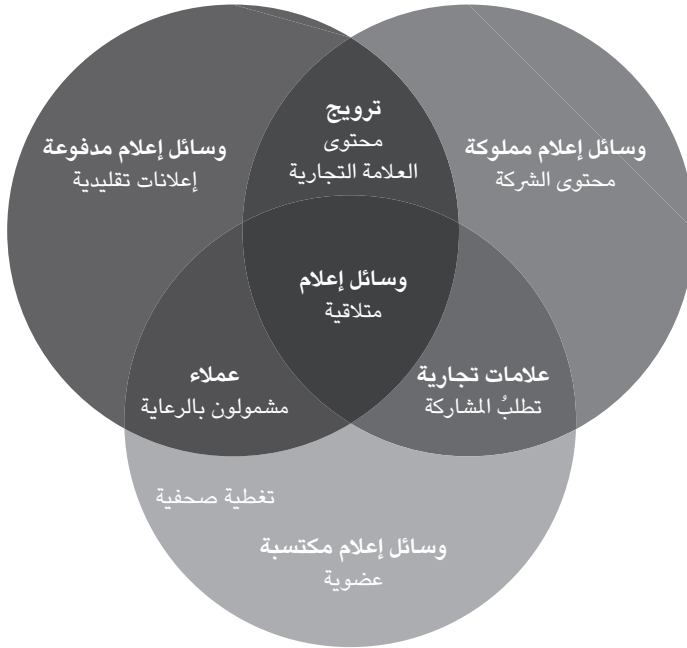 ترويج
محتوى
العلامة التجارية
وسائل إعلام مملوكة
محتوى الشركة
وسائل إعلام مدفوعة
إعلانات تقليدية
وسائل إعلام
متلاقية
علامات تجارية
تطلبُ المشاركة
عملاء
مشمولون بالرعاية
تغطية صحفية
وسائل إعلام مكتسبة
عضوية